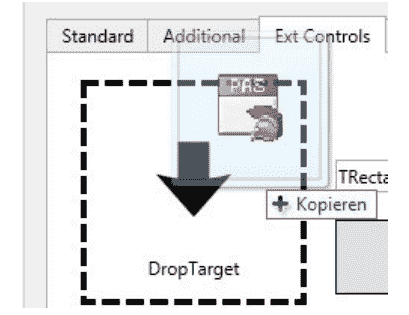 Standard Additional Ext Controls
PAS
TRecta
Kopieren
DropTarget